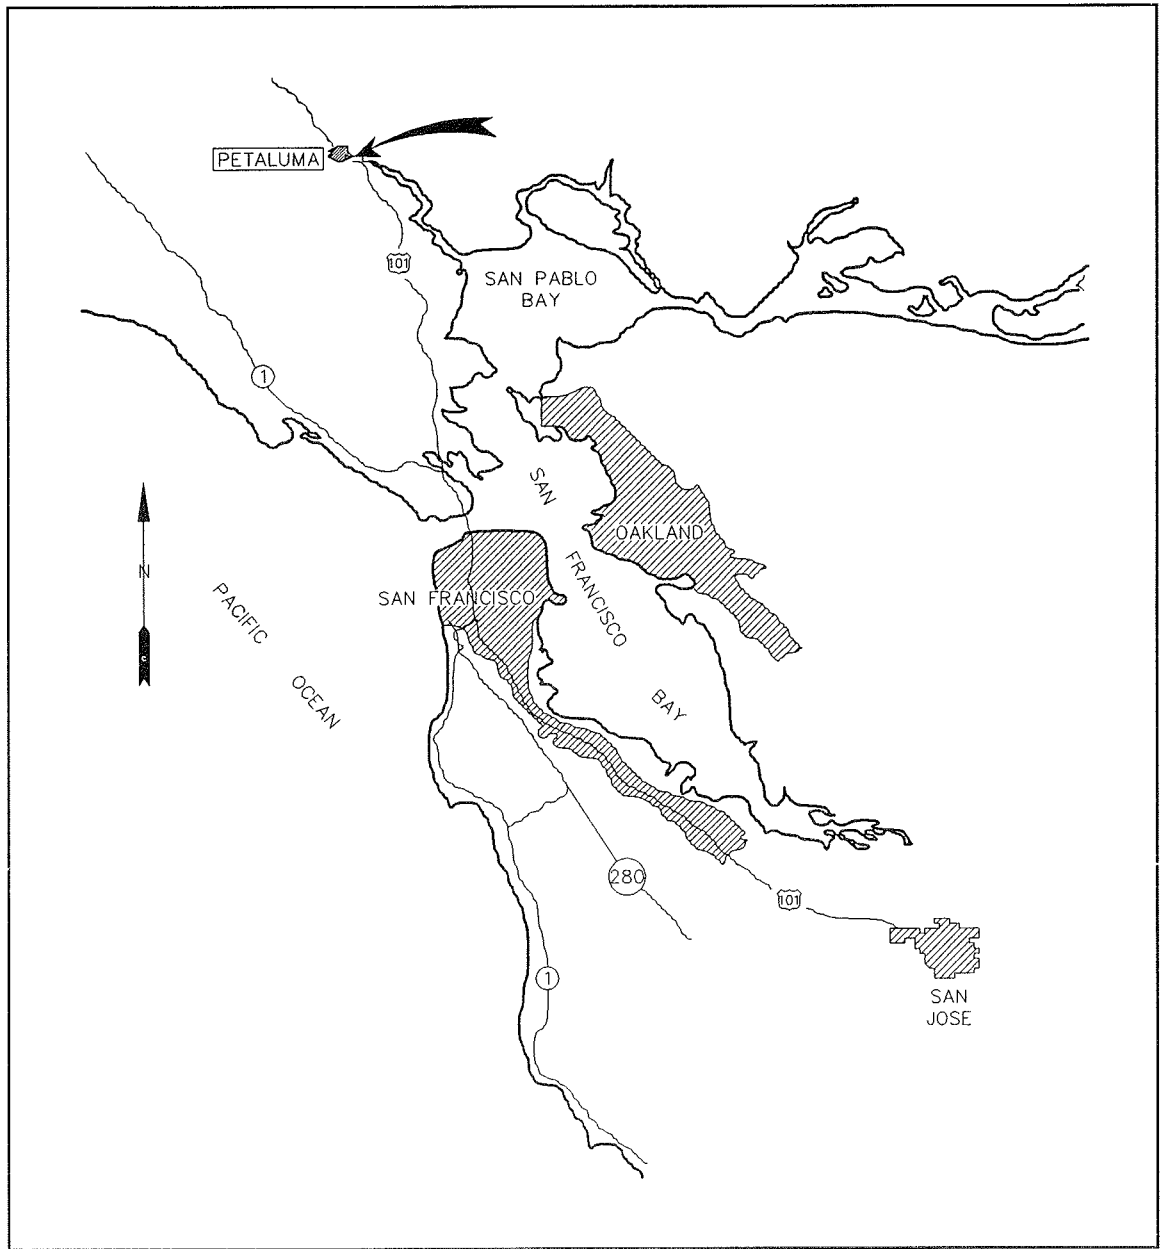 PETALUMA
101
SAN PABLO
BAY
1
SAN
OAKLAND
N
FRANCISCO
SAN FRANCISCO
PACIFIC
OCEAN
BAY
280
101
1
SAN
JOSE